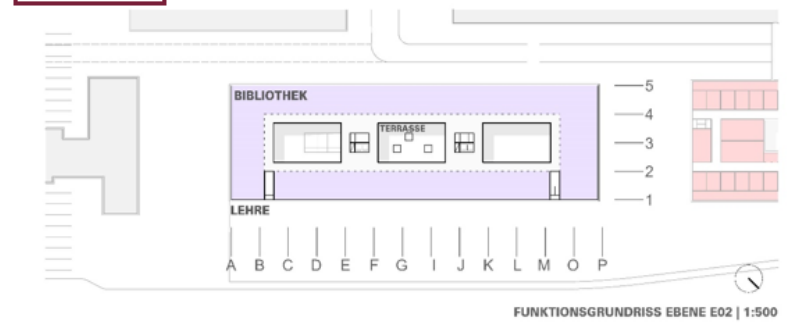 BIBLIOTHEK
TERRASSE
LEHRE
5
4
3
2
1
A B C D E F G I J K L M O P
FUNKTIONSGRUNDRISS EBENE E02 | 1:500